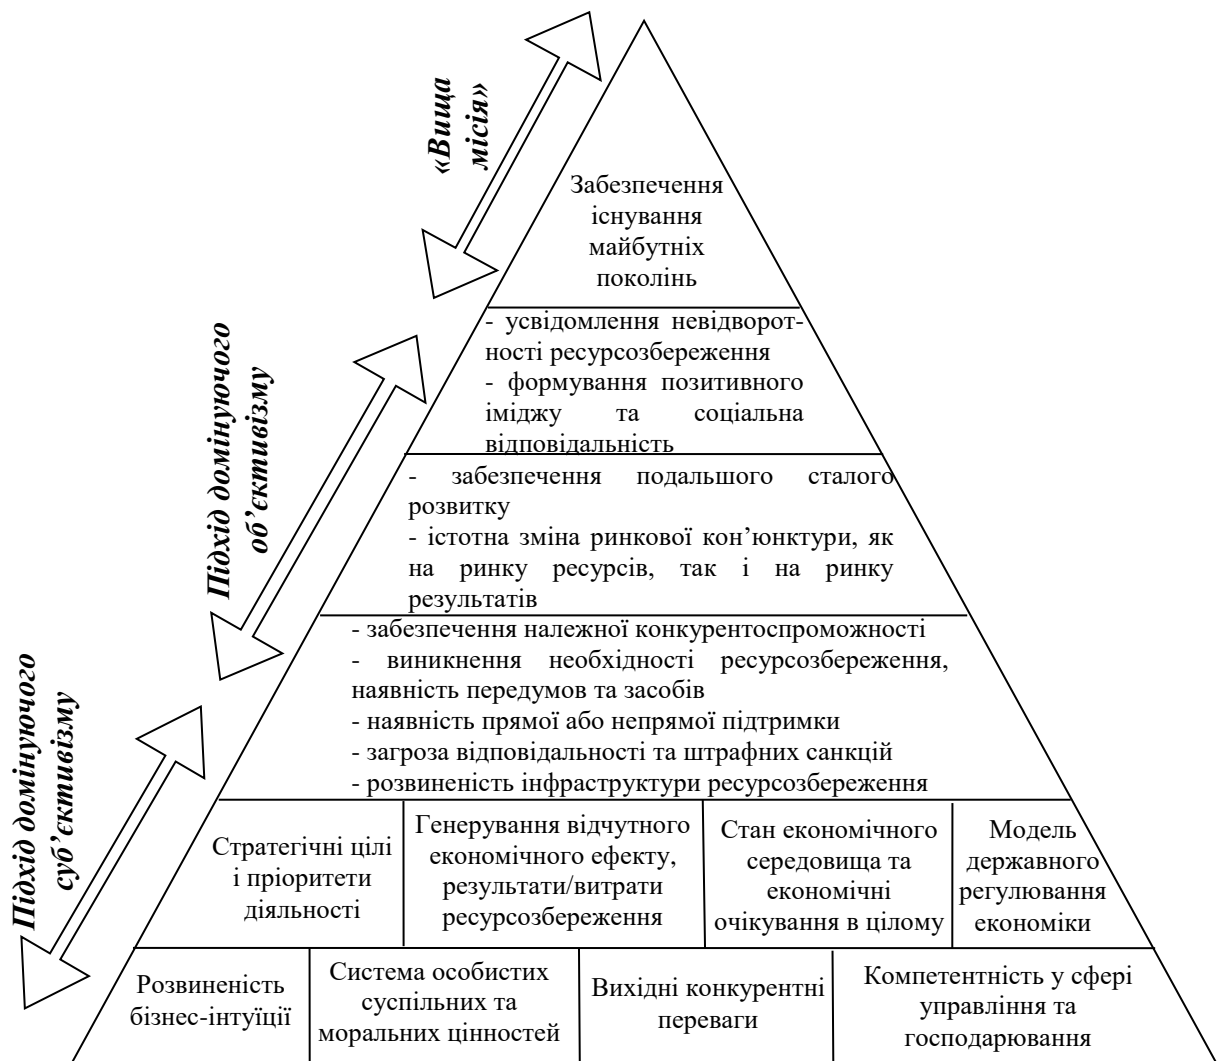 «Вища
місія»
Забезпечення
існування
майбутніх
поколінь
Підхід домінуючого
об’єктивізму
- усвідомлення невідворот-
ності ресурсозбереження
- формування позитивного
іміджу та соціальна
відповідальність
- забезпечення подальшого сталого
розвитку
- істотна зміна ринкової кон’юнктури, як
на ринку ресурсів, так і на ринку
результатів
- забезпечення належної конкурентоспроможності
- виникнення необхідності ресурсозбереження,
наявність передумов та засобів
- наявність прямої або непрямої підтримки
- загроза відповідальності та штрафних санкцій
- розвиненість інфраструктури ресурсозбереження
Підхід домінуючого
суб’єктивізму
Стратегічні цілі
і пріоритети
діяльності
Генерування відчутного
економічного ефекту,
результати/витрати
ресурсозбереження
Стан економічного
середовища та
економічні
очікування в цілому
Модель
державного
регулювання
економіки
Розвиненість
бізнес-інтуїції
Система особистих
суспільних та
моральних цінностей
Вихідні конкурентні
переваги
Компетентність у сфері
управління та
господарювання